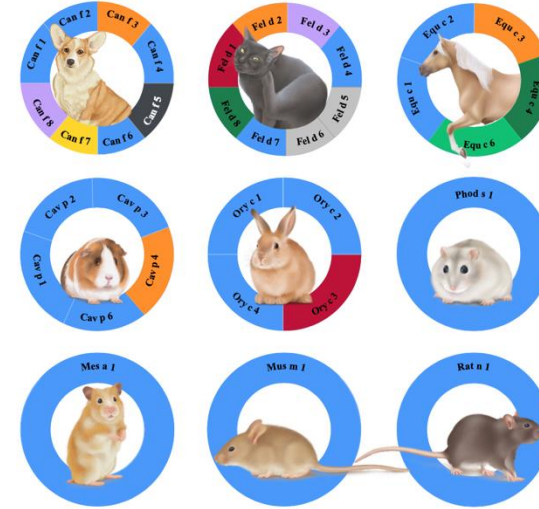 Can f 1
Can f 2
Can f 3
Can f 4
Can f 5
Can f 6
Can f 7
Can f 8
Fel d 1
Fel d 2
Fel d 3
Fel d 4
Fel d 5
Fel d 6
Fel d 7
Fel d 8
Equ c 1
Equ c 2
Equ c 3
Equ c 4
Equ c 6
Cav p 1
Cav p 2
Cav p 3
Cav p 4
Cav p 6
Ory c 1
Ory c 2
Ory c 3
Ory c 4
Phod s 1
Mes a 1
Mus m 1
Rat n 1